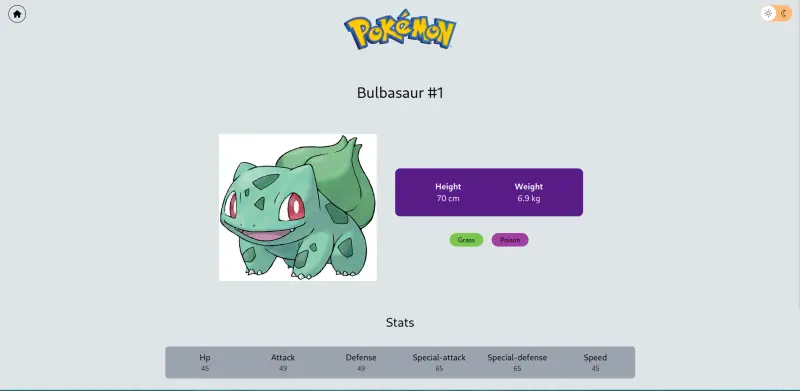 POKéMON
Bulbasaur #1
Height Weight
70 cm 6.9 kg
Grass Poison
Stats
Hp Attack Defense Special-attack Special-defense Speed
45 49 49 65 65 45